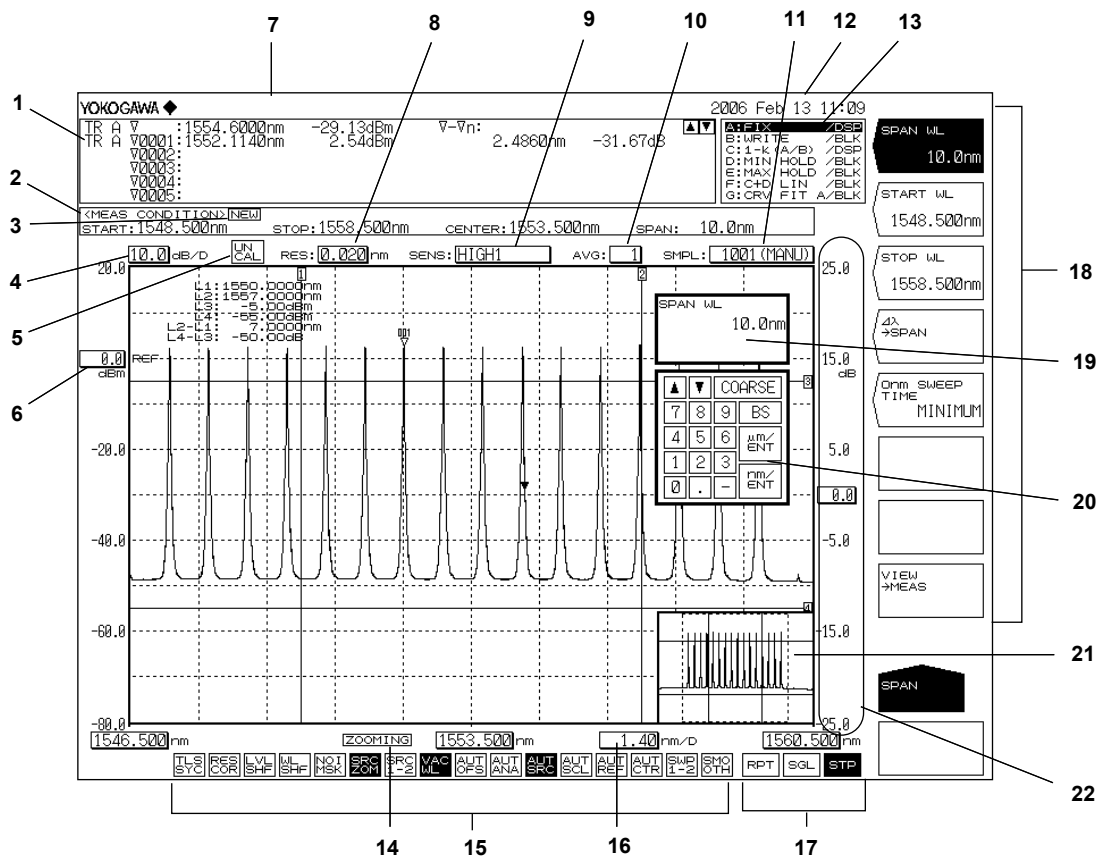 7 8 9 10 11 12 13
1
YOKOGAWA ◆ 2006 Feb 13 11:09
TR A ∇ :1554.6000nm -29.13dBm ∇-∇n: ▲ ▼
TR A ∇0001:1552.1140nm 2.54dBm 2.4860nm -31.67dB
∇0002:
∇0003:
∇0004:
∇0005:
A:FIX /DSP
B:WRITE /BLK
C:1-k(A/B) /DSP
D:MIN HOLD /BLK
E:MAX HOLD /BLK
F:C+D LIN /BLK
G:CRV FIT A/BLK
2
<MEAS CONDITION> NEW
3
START:1548.500nm STOP:1558.500nm CENTER:1553.500nm SPAN: 10.0nm
4
10.0 dB/D UN CAL RES: 0.020 nm SENS: HIGH1 AVG: 1 SMPL: 1001(MANU)
5
6
20.0
0.0 REF
dBm
-20.0
-40.0
-60.0
-80.0
1 2
L1:1550.0000nm
L2:1557.0000nm
L3: -5.00dBm
L4: -55.00dBm
L2-L1: 7.0000nm
L4-L3: -50.00dB
001
∇
3
4
SPAN WL
10.0nm
▲ ▼ COARSE
7 8 9 BS
4 5 6 μm/ENT
1 2 3
0 . - nm/ENT
25.0
15.0
dB
5.0
0.0
-5.0
-15.0
-25.0
SPAN WL
10.0nm
START WL
1548.500nm
STOP WL
1558.500nm
Δλ
→SPAN
0nm SWEEP
TIME
MINIMUM
VIEW
→MEAS
SPAN
18
19
20
21
22
1546.500 nm ZOOMING 1553.500 nm 1.40 nm/D 1560.500 nm
TLS SYC RES COR LVL SHF WL SHF NOI MSK SRC ZOM SRC 1-2 VAC WL AUT OFS AUT ANA AUT SRC AUT SCL AUT REF AUT CTR SWP 1-2 SMO OTH RPT SGL STP
14 15 16 17